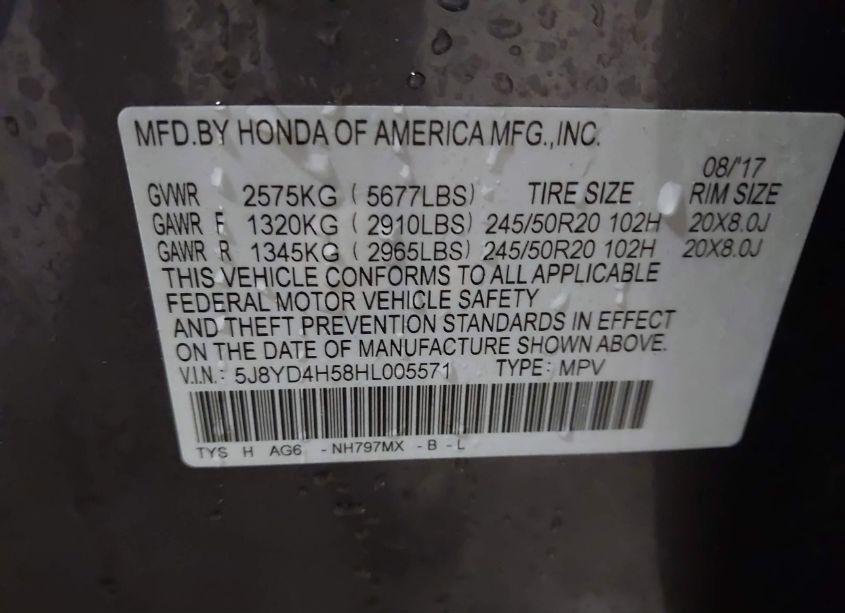 MFD.BY HONDA OF AMERICA MFG.,INC.
08/'17
GVWR 2575KG ( 5677LBS) TIRE SIZE RIM SIZE
GAWR F 1320KG ( 2910LBS) 245/50R20 102H 20X8.0J
GAWR R 1345KG ( 2965LBS) 245/50R20 102H 20X8.0J
THIS VEHICLE CONFORMS TO ALL APPLICABLE
FEDERAL MOTOR VEHICLE SAFETY
AND THEFT PREVENTION STANDARDS IN EFFECT
ON THE DATE OF MANUFACTURE SHOWN ABOVE.
V.I.N.: 5J8YD4H58HL005571 TYPE: MPV
TYS H AG6 -NH797MX -B -L